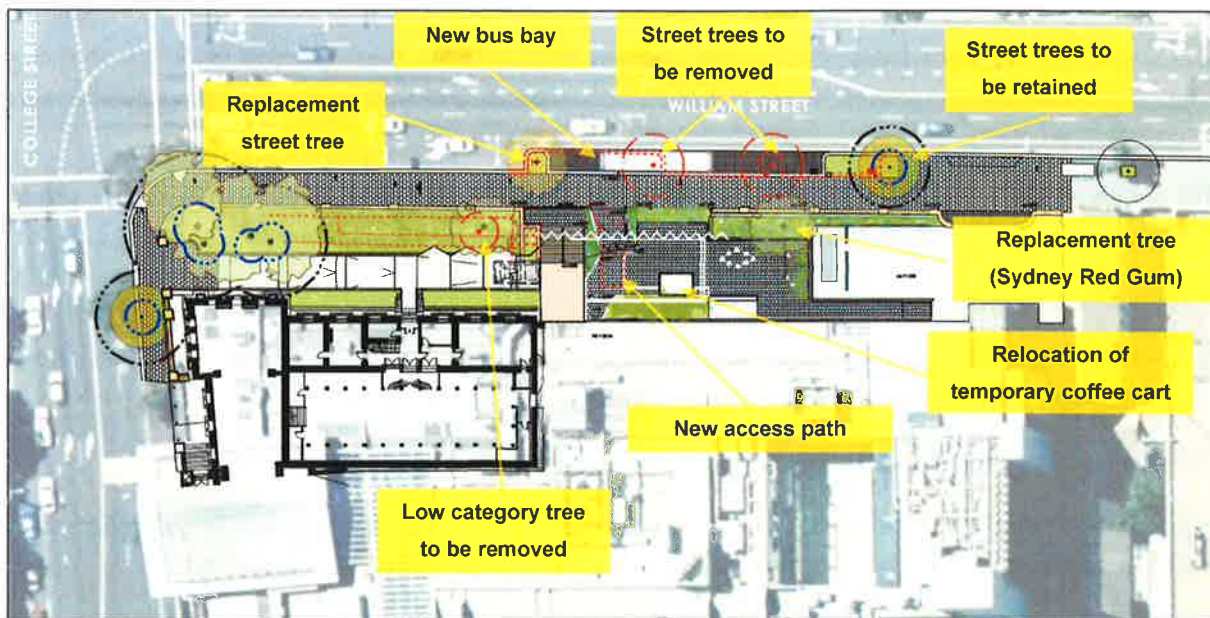 COLLEGE STREET
New bus bay
Street trees to
be removed
Street trees to
be retained
WILLIAM STREET
Replacement
street tree
Replacement tree
(Sydney Red Gum)
Relocation of
temporary coffee cart
New access path
Low category tree
to be removed